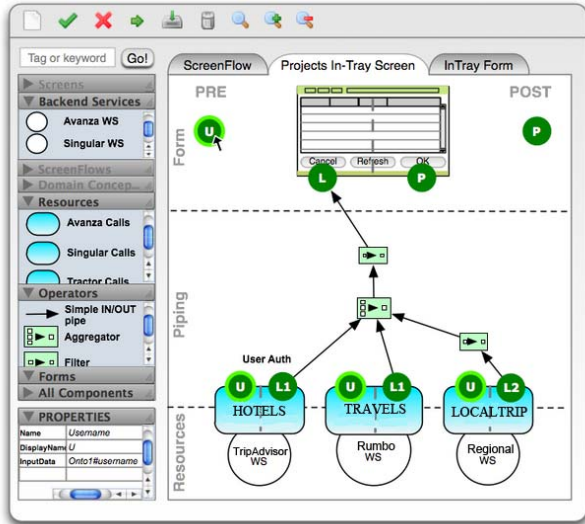 Tag or keyword
Go!
Screens
Backend Services
Avanza WS
Singular WS
ScreenFlows
Domain Concep...
Resources
Avanza Calls
Singular Calls
Tractor Calls
Operators
Simple IN/OUT
pipe
Aggregator
Filter
Forms
All Components
PROPERTIES
Name Username
DisplayName U
InputData Onto1#username
ScreenFlow
Projects In-Tray Screen
InTray Form
PRE
POST
Form
U
P
Cancel
Refresh
OK
L
P
Piping
User Auth
U
L1
U
L1
U
L2
HOTELS
TRAVELS
LOCALTRIP
Resources
TripAdvisor
WS
Rumbo
WS
Regional
WS